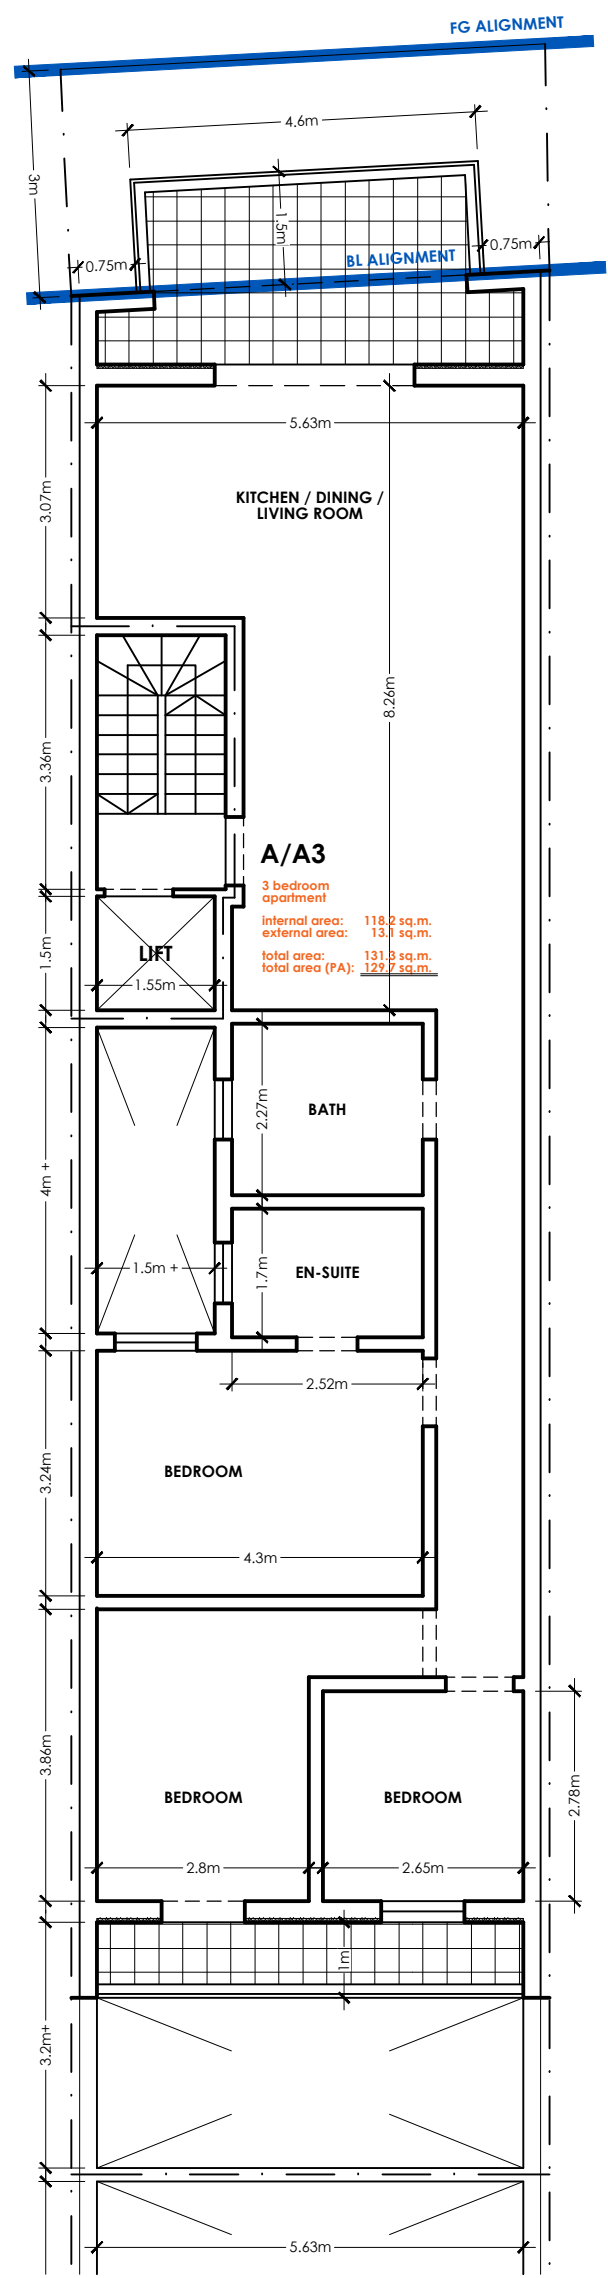 FG ALIGNMENT
4.6m
3m
1.5m
0.75m
0.75m
BL ALIGNMENT
5.63m
3.07m
KITCHEN / DINING /
LIVING ROOM
8.26m
3.36m
A/A3
3 bedroom
apartment
internal area: 118.2 sq.m.
external area: 13.1 sq.m.
total area: 131.3 sq.m.
total area (PA): 129.7 sq.m.
LIFT
1.5m
1.55m
2.27m
BATH
4m +
1.5m +
1.7m
EN-SUITE
2.52m
3.24m
BEDROOM
4.3m
3.86m
BEDROOM
BEDROOM
2.78m
2.8m
2.65m
1m
3.2m+
5.63m